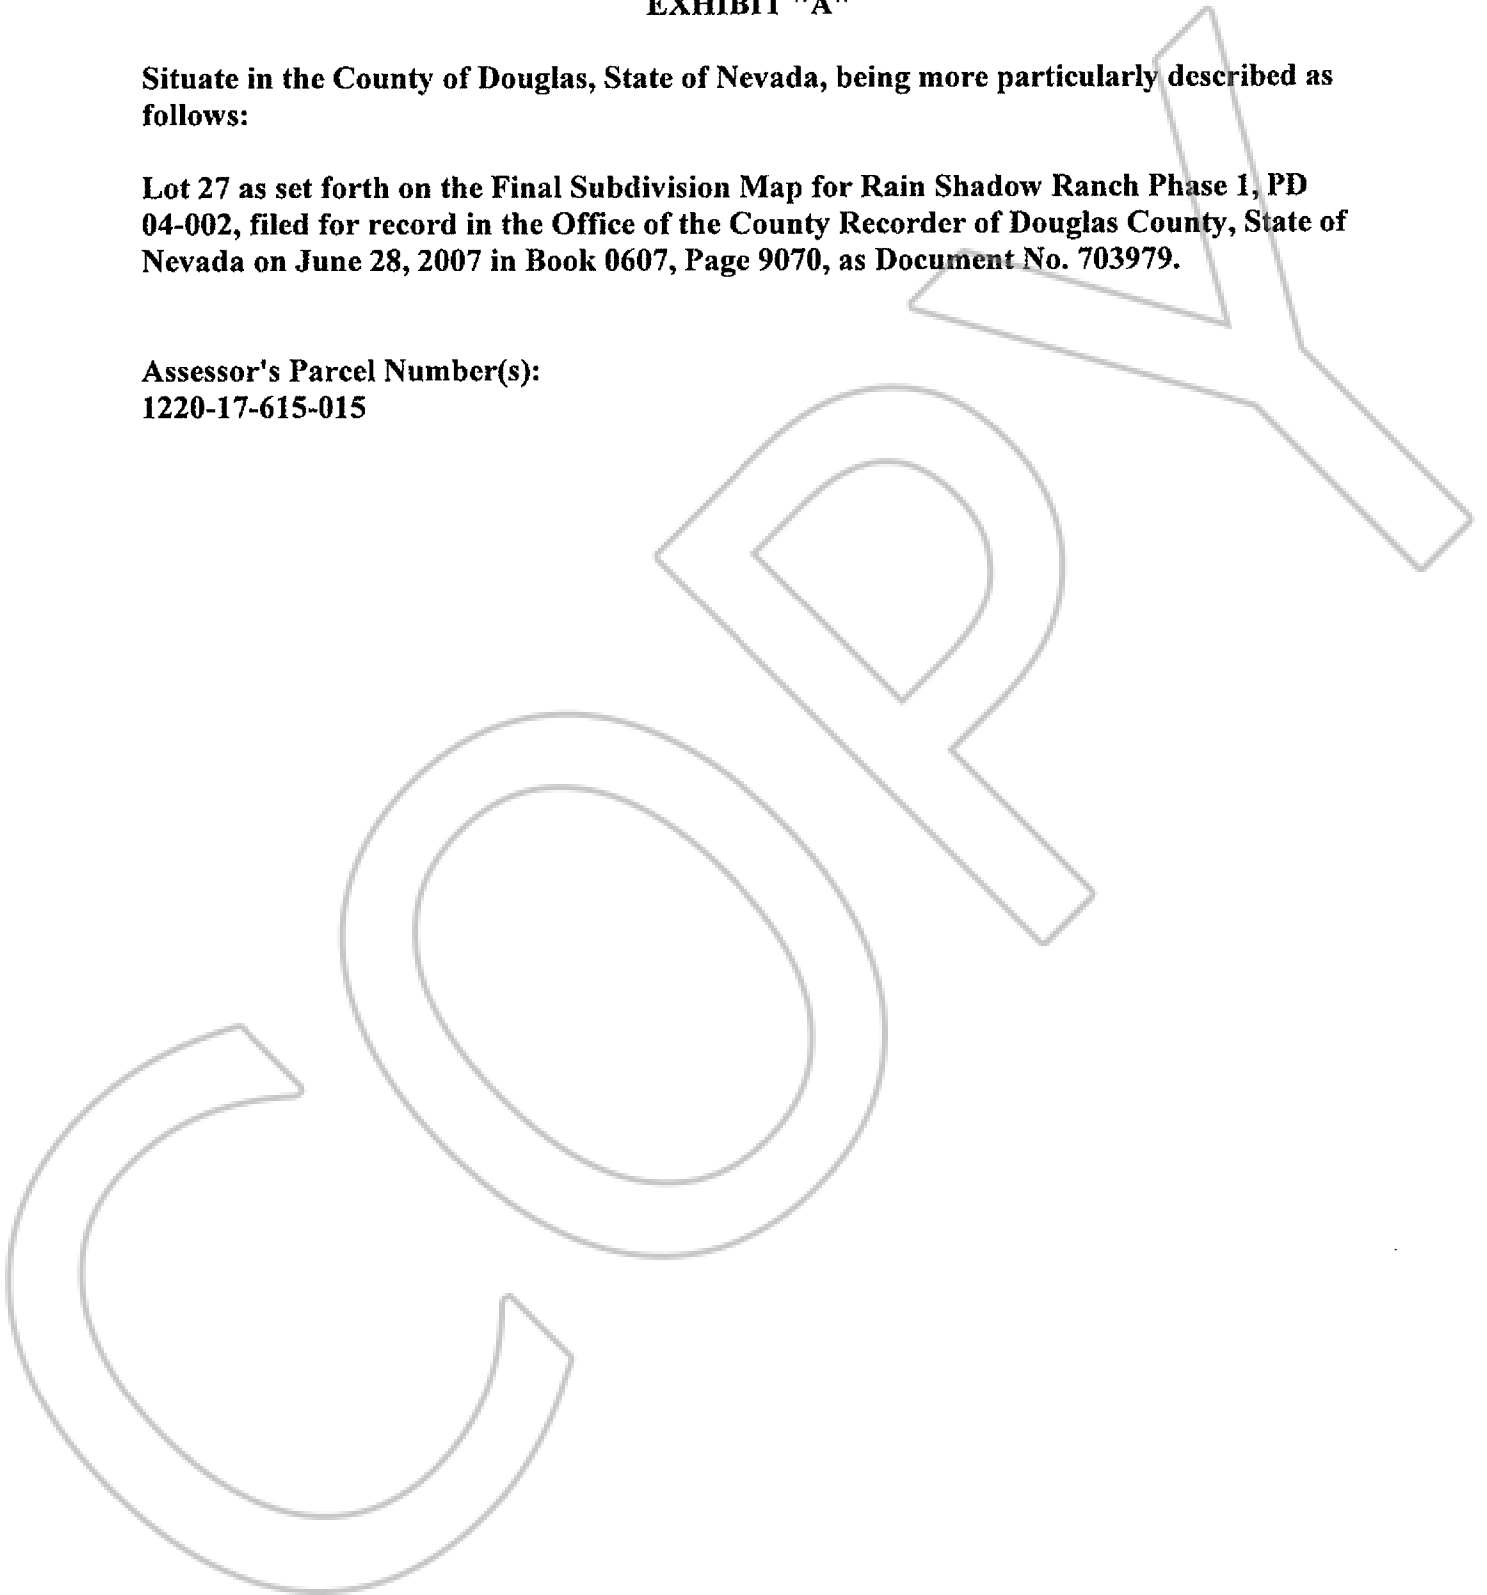 EXHIBIT "A"
Situate in the County of Douglas, State of Nevada, being more particularly described as
follows:
Lot 27 as set forth on the Final Subdivision Map for Rain Shadow Ranch Phase 1, PD
04-002, filed for record in the Office of the County Recorder of Douglas County, State of
Nevada on June 28, 2007 in Book 0607, Page 9070, as Document No. 703979.
Assessor's Parcel Number(s):
1220-17-615-015
COPY